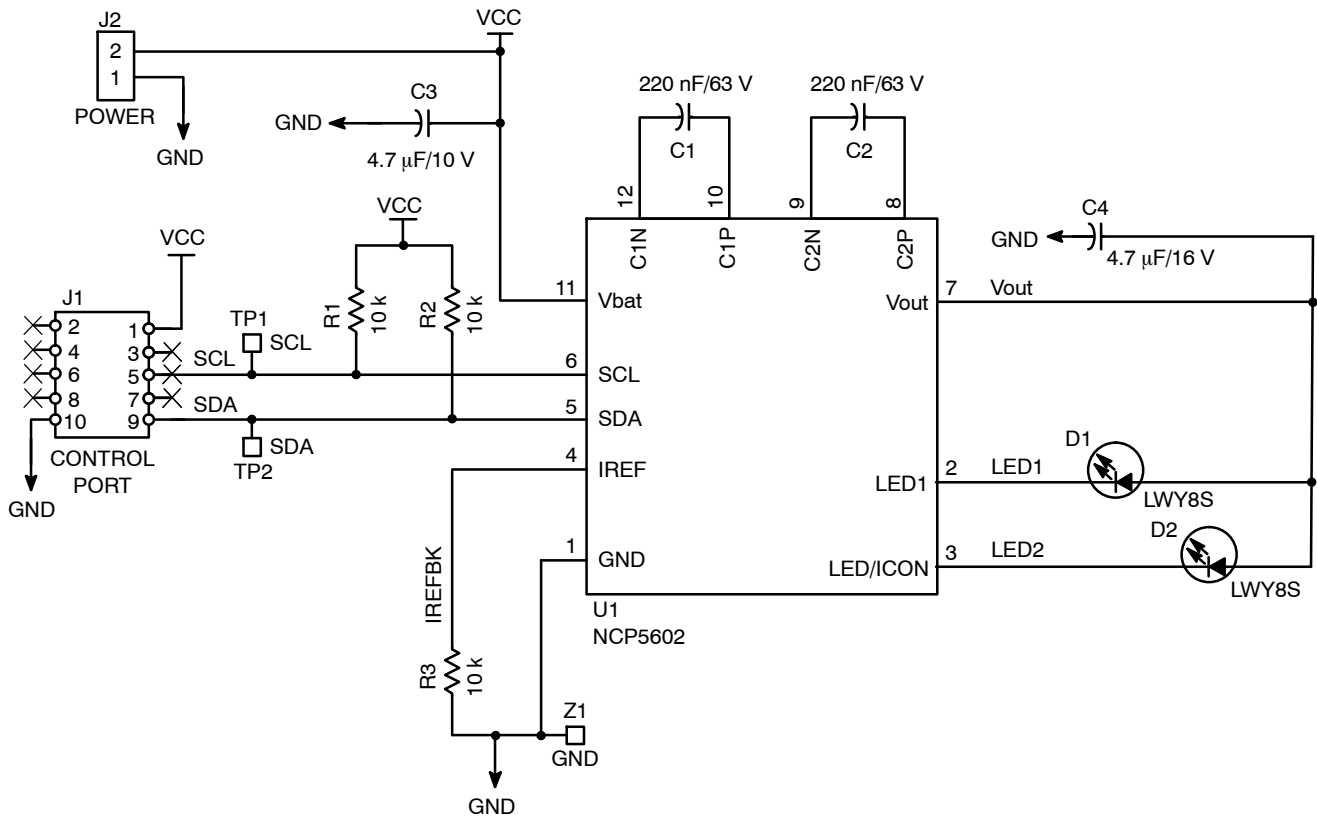 J2
2
1
POWER
GND
VCC
C3
GND
4.7 µF/10 V
220 nF/63 V
C1
220 nF/63 V
C2
12
10
9
8
C1N
C1P
C2N
C2P
VCC
R1
10 k
R2
10 k
VCC
J1
2
4
6
8
10
1
3
5
7
9
CONTROL
PORT
GND
TP1
SCL
SCL
SDA
SDA
TP2
11
Vbat
6
SCL
5
SDA
4
IREF
1
GND
IREFBK
R3
10 k
Z1
GND
GND
U1
NCP5602
C4
GND
4.7 µF/16 V
Vout
7
Vout
D1
LED1
2
LED1
LWY8S
D2
LED/ICON
3
LED2
LWY8S